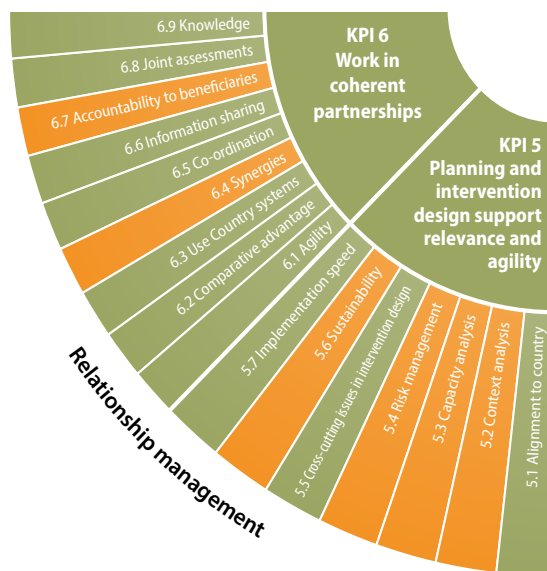 6.9 Knowledge
6.8 Joint assessments
6.7 Accountability to beneficiaries
6.6 Information sharing
6.5 Co-ordination
6.4 Synergies
6.3 Use Country systems
6.2 Comparative advantage
6.1 Agility
KPI 6
Work in
coherent
partnerships
KPI 5
Planning and
intervention
design support
relevance and
agility
5.7 Implementation speed
5.6 Sustainability
5.5 Cross-cutting issues in intervention design
5.4 Risk management
5.3 Capacity analysis
5.2 Context analysis
5.1 Alignment to country
Relationship management